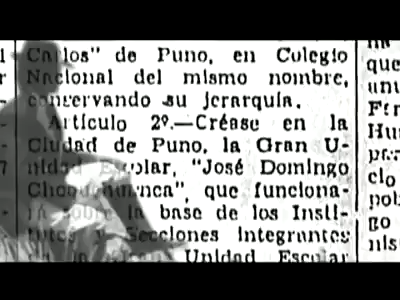 Carlos" de Puno, en Colegio
Nacional del mismo nombre,
conservando su jerarquía.
Artículo 2º.—Créase en la
Ciudad de Puno, la Gran U-
nidad Escolar, "José Domingo
Choquehuanca", que funciona-
rá sobre la base de los Insti-
tutos y Secciones integrantes
Unidad Escolar
que